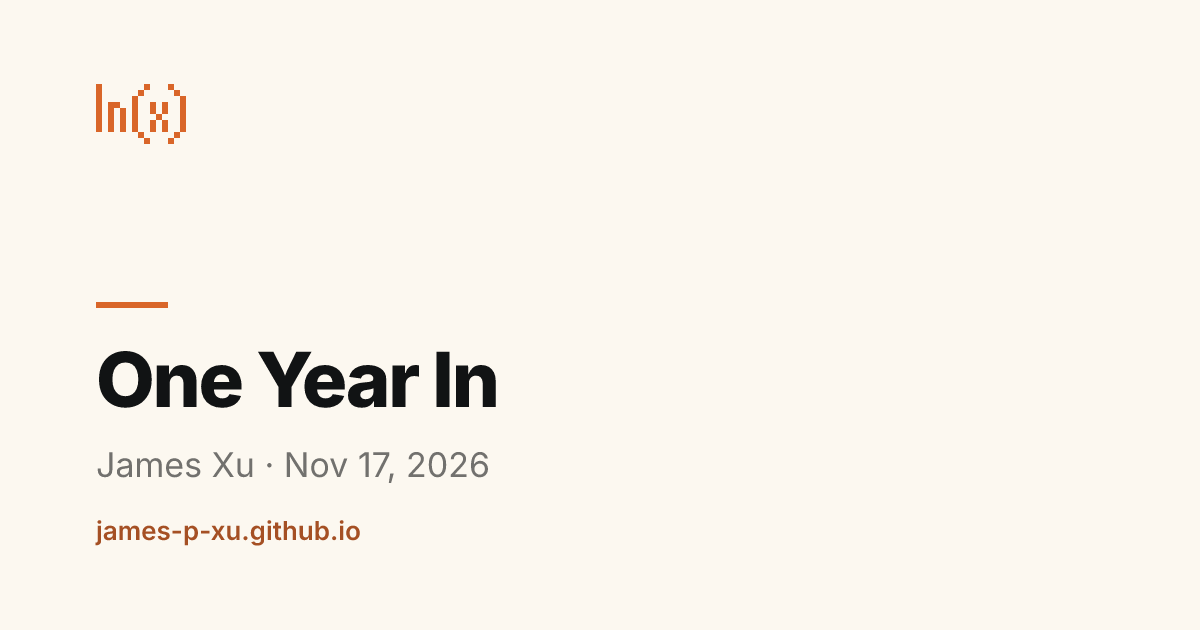 ln(x)
One Year In
James Xu · Nov 17, 2026
james-p-xu.github.io